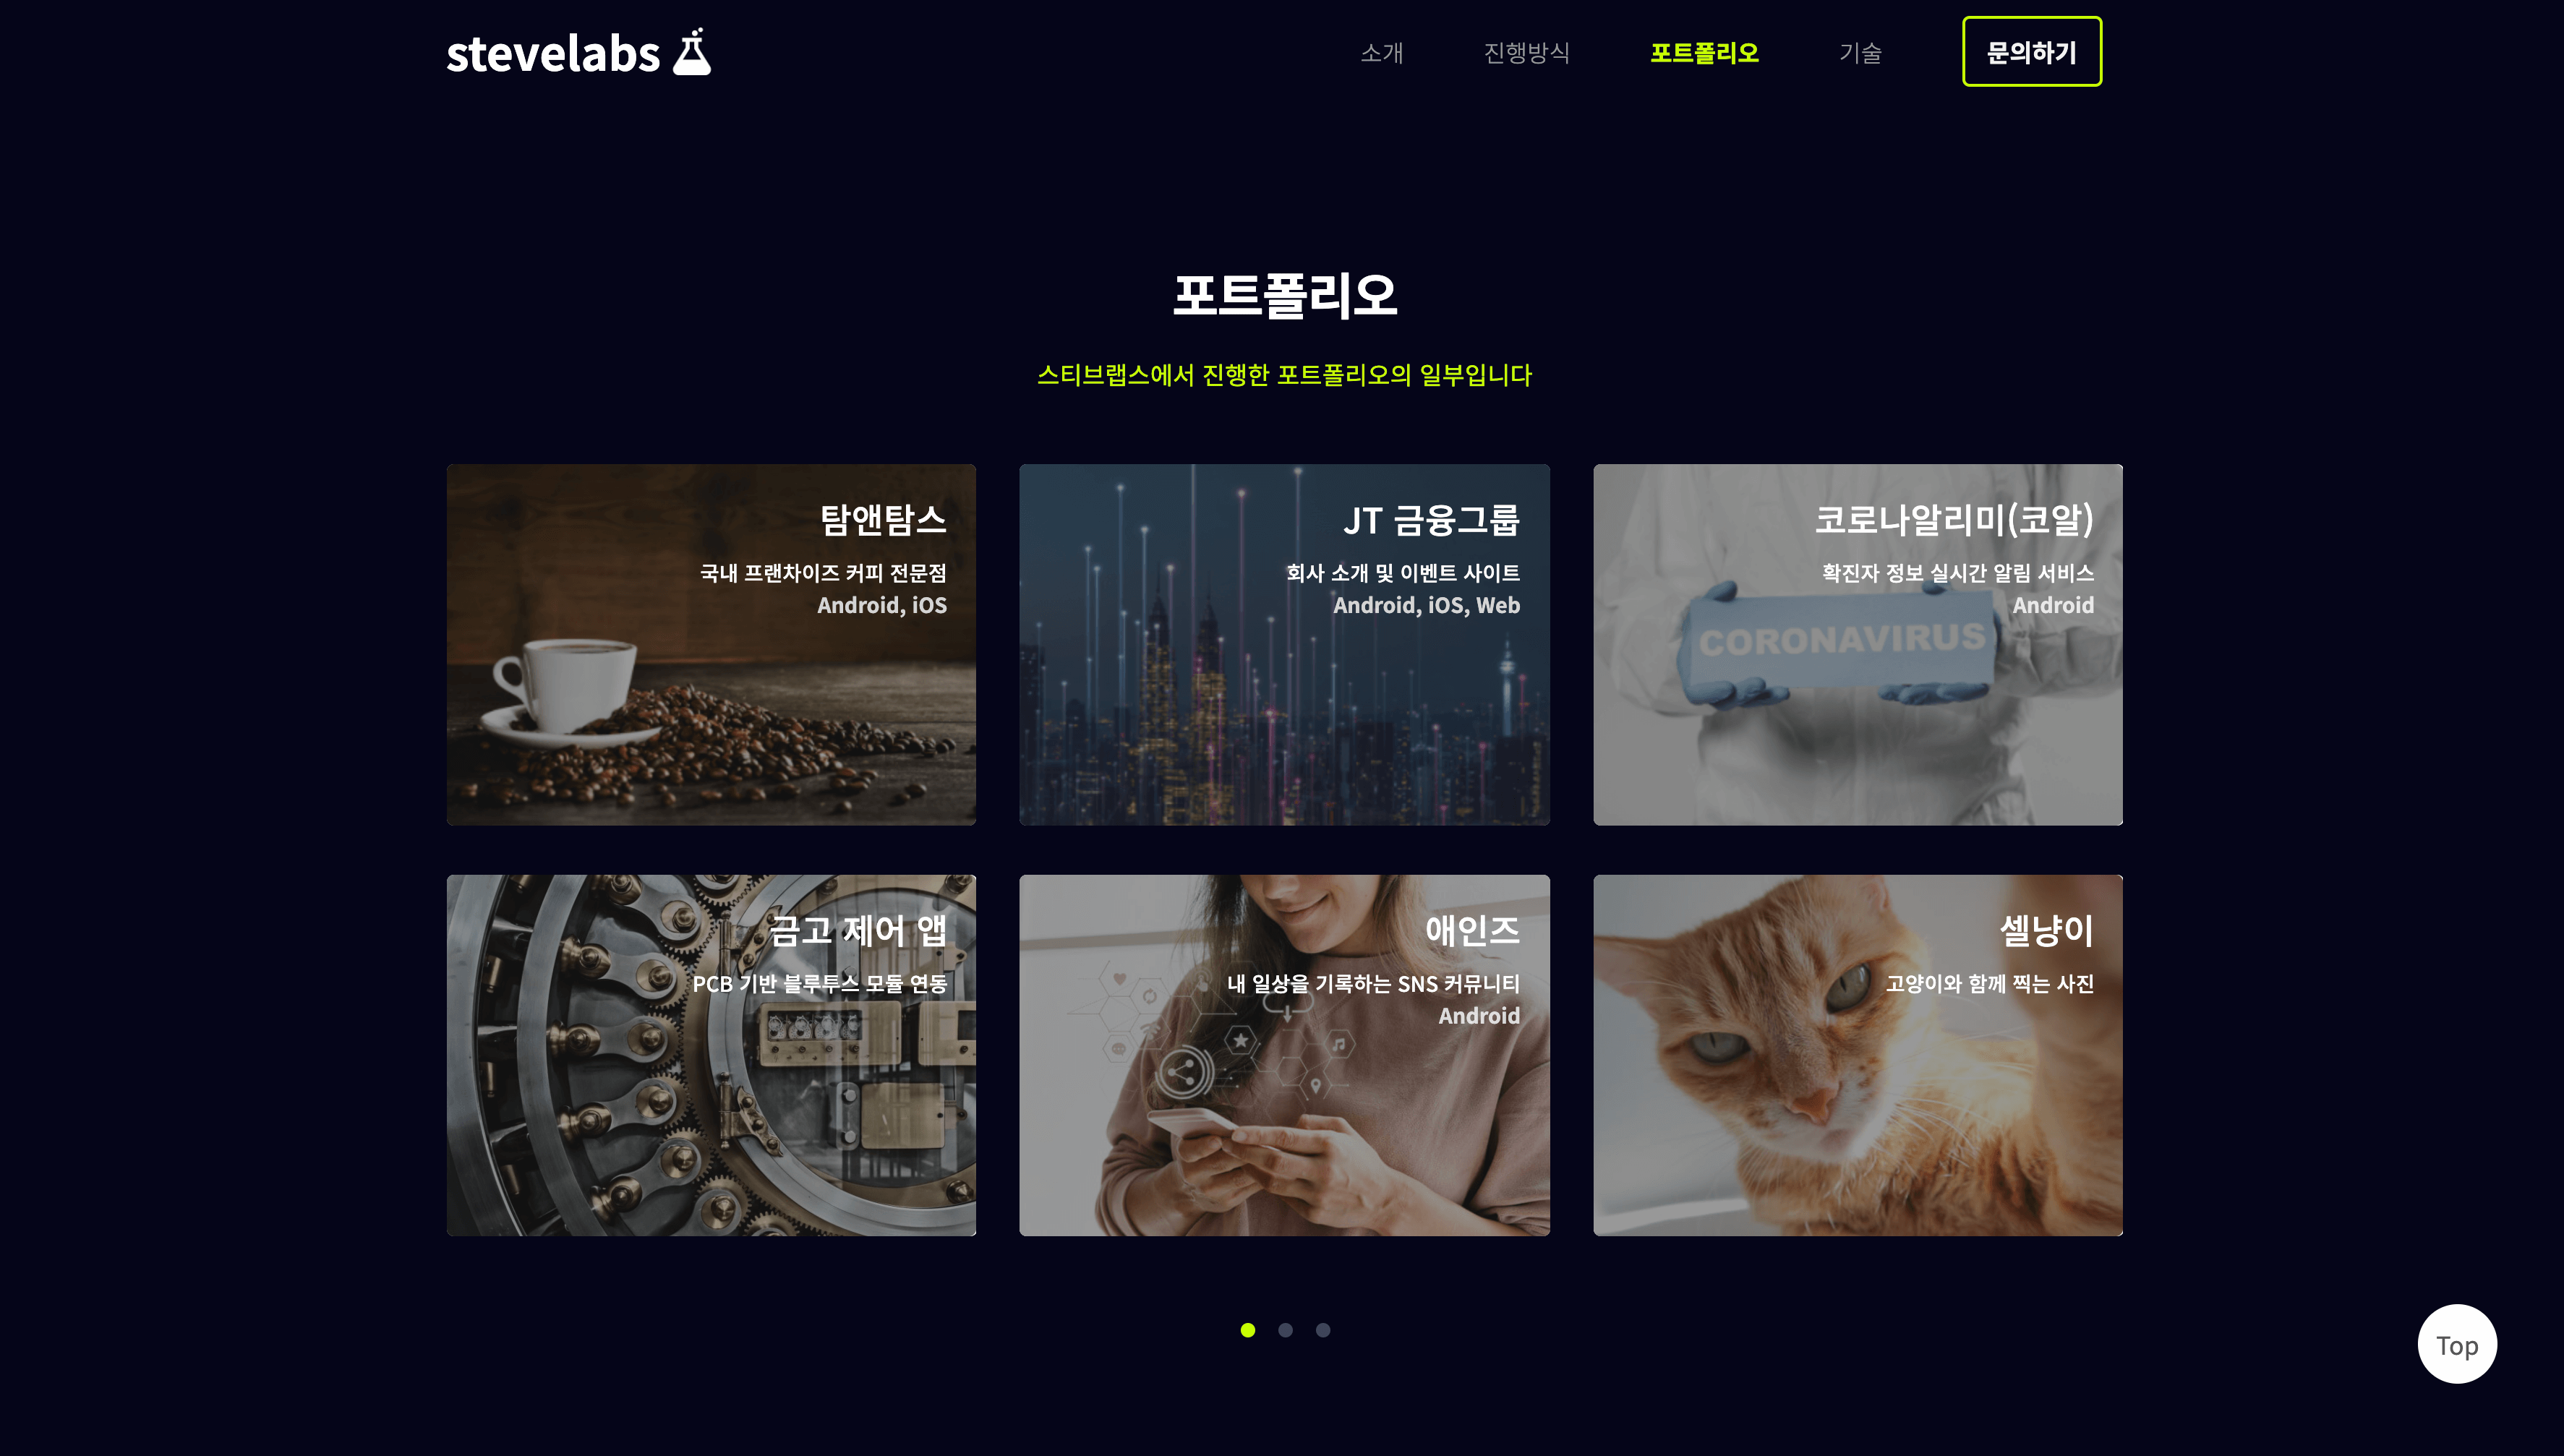 stevelabs
소개
진행방식
포트폴리오
기술
문의하기
포트폴리오
스티브랩스에서 진행한 포트폴리오의 일부입니다
탐앤탐스
국내 프랜차이즈 커피 전문점
Android, iOS
JT 금융그룹
회사 소개 및 이벤트 사이트
Android, iOS, Web
코로나알리미(코알)
확진자 정보 실시간 알림 서비스
Android
CORONAVIRUS
금고 제어 앱
PCB 기반 블루투스 모듈 연동
애인즈
내 일상을 기록하는 SNS 커뮤니티
Android
셀냥이
고양이와 함께 찍는 사진
Top